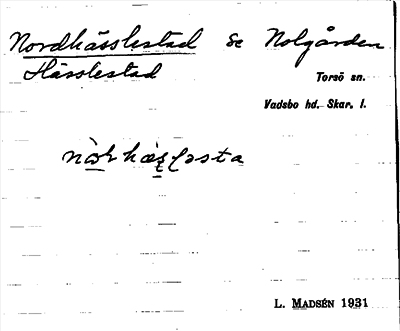 Nordhässlestad se Nolgården
Hässlestad
Torsö sn.
Vadsbo hd. Skar. l.
L. MADSÉN 1931